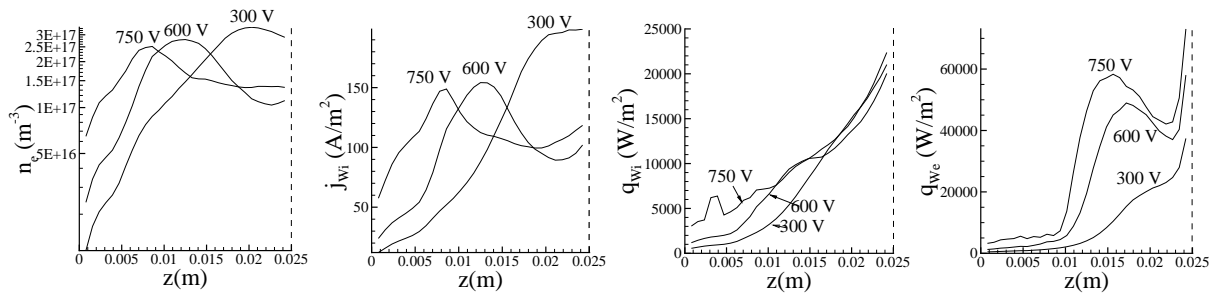 3E+17
2.5E+17
2E+17
1.5E+17
1E+17
5E+16
n_e (m^-3)
750 V
600 V
300 V
0
0.005
0.01
0.015
0.02
0.025
z(m)
150
100
50
j_Wi (A/m^2)
750 V
600 V
300 V
0
0.005
0.01
0.015
0.02
0.025
z(m)
25000
20000
15000
10000
5000
0
q_Wi (W/m^2)
750 V
600 V
300 V
0
0.005
0.01
0.015
0.02
0.025
z(m)
60000
40000
20000
0
q_We (W/m^2)
750 V
600 V
300 V
0
0.005
0.01
0.015
0.02
0.025
z(m)